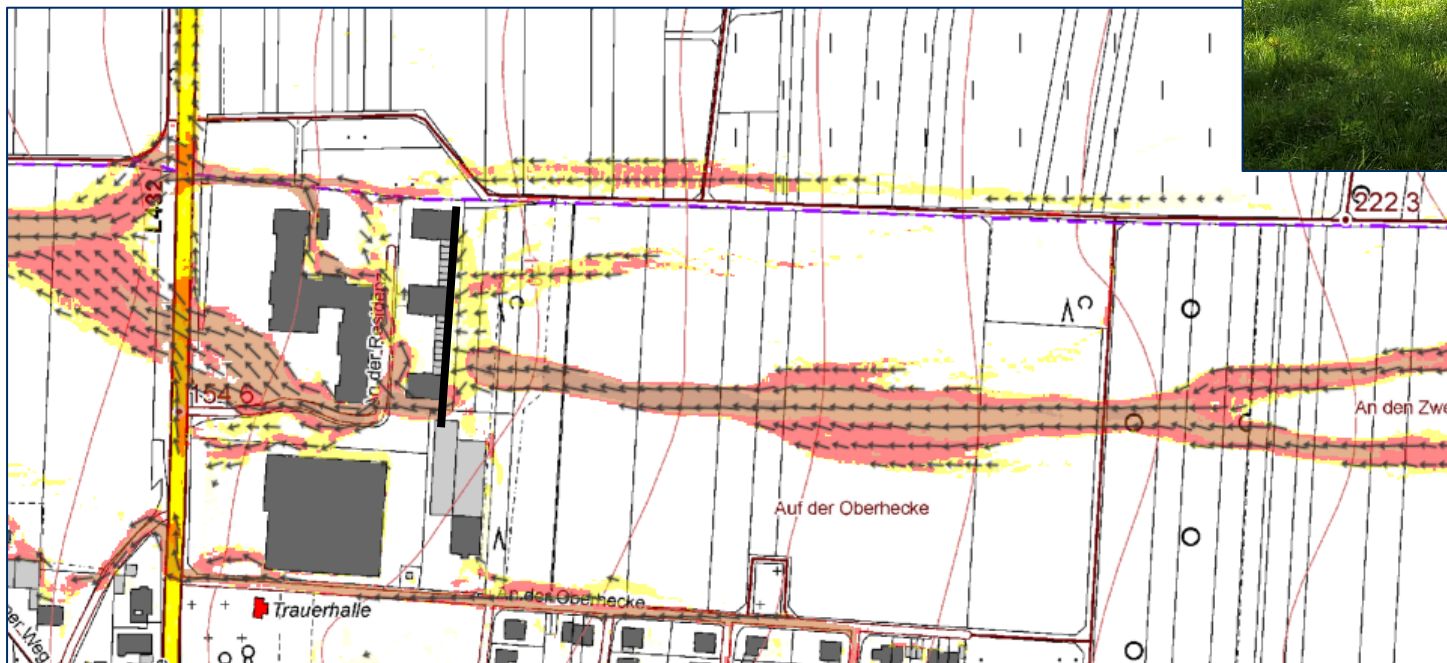 222.3
L432
An der Residenz
154.6
An den Zwe
Auf der Oberhecke
An der Oberhecke
Trauerhalle
ner Weg